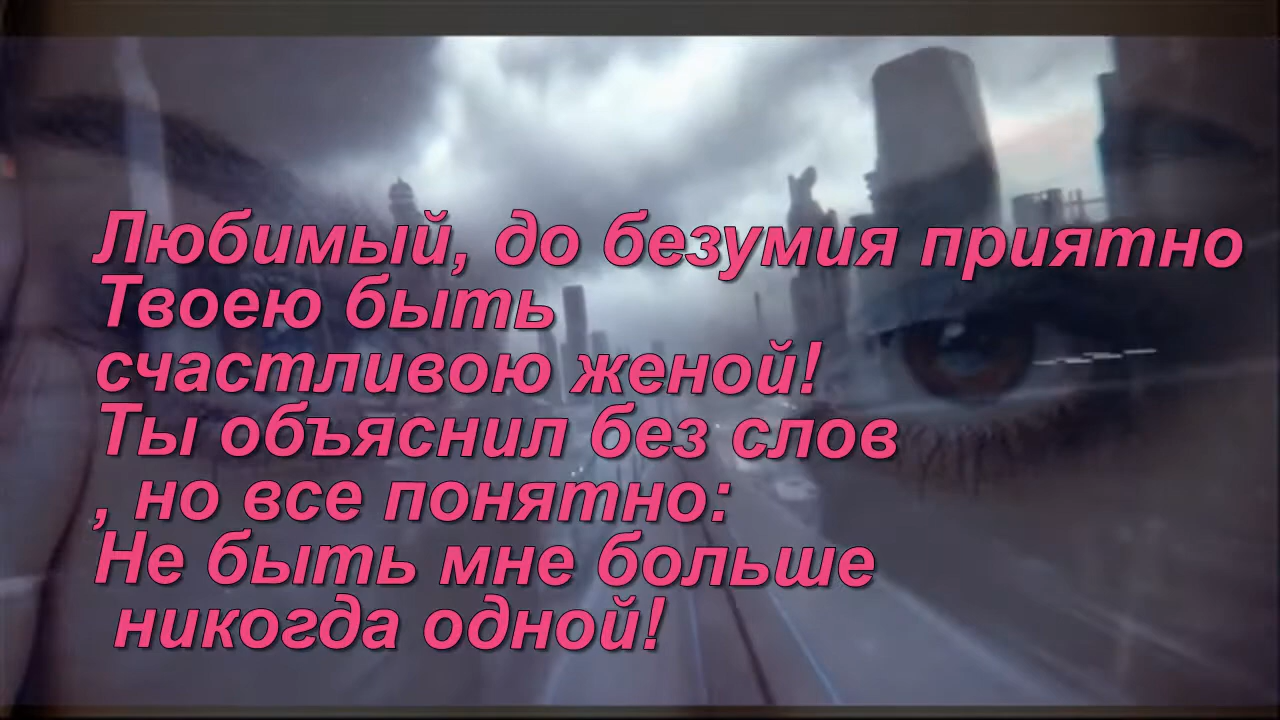 Любимый, до безумия приятно
Твоею быть
счастливою женой!
Ты объяснил без слов
, но все понятно:
Не быть мне больше
никогда одной!